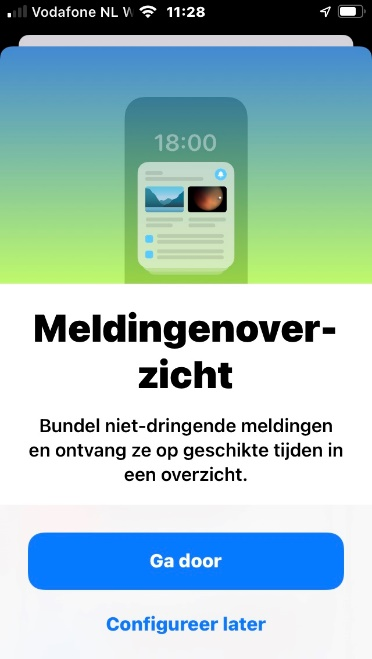 Vodafone NL W 11:28
18:00
Meldingenover-
zicht
Bundel niet-dringende meldingen
en ontvang ze op geschikte tijden in
een overzicht.
Ga door
Configureer later